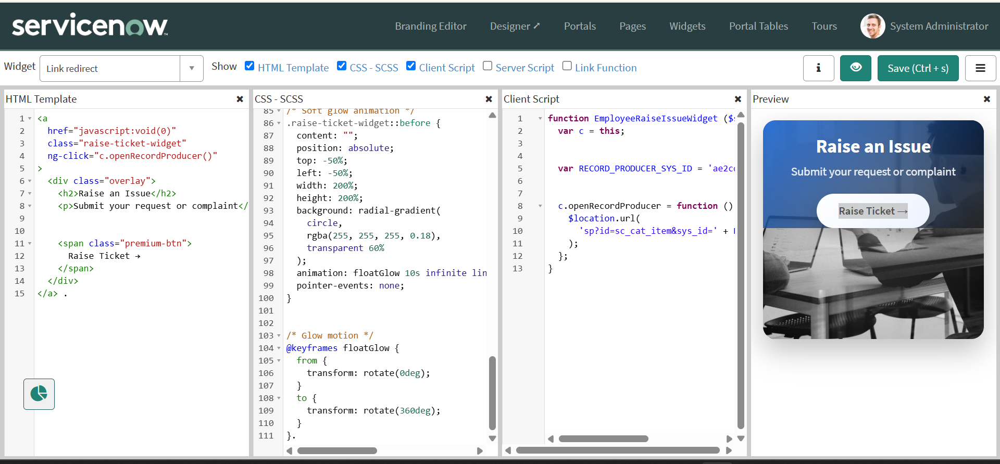 servicenow
Branding Editor
Designer ↗
Portals
Pages
Widgets
Portal Tables
Tours
System Administrator
Widget
Link redirect
Show
HTML Template
CSS - SCSS
Client Script
Server Script
Link Function
Save (Ctrl + s)
HTML Template
1 <a
2   href="javascript:void(0)"
3   class="raise-ticket-widget"
4   ng-click="c.openRecordProducer()"
5 >
6   <div class="overlay">
7     <h2>Raise an Issue</h2>
8     <p>Submit your request or complaint</
9
10
11     <span class="premium-btn">
12       Raise Ticket →
13     </span>
14   </div>
15 </a> .
CSS - SCSS
85 /* Soft glow animation */
86 .raise-ticket-widget::before {
87   content: "";
88   position: absolute;
89   top: -50%;
90   left: -50%;
91   width: 200%;
92   height: 200%;
93   background: radial-gradient(
94     circle,
95     rgba(255, 255, 255, 0.18),
96     transparent 60%
97   );
98   animation: floatGlow 10s infinite lin
99   pointer-events: none;
100 }
101
102
103 /* Glow motion */
104 @keyframes floatGlow {
105   from {
106     transform: rotate(0deg);
107   }
108   to {
109     transform: rotate(360deg);
110   }
111 }.
Client Script
1 function EmployeeRaiseIssueWidget ($
2   var c = this;
3
4
5   var RECORD_PRODUCER_SYS_ID = 'ae2c
6
7
8   c.openRecordProducer = function ()
9     $location.url(
10       'sp?id=sc_cat_item&sys_id=' +
11     );
12   };
13 }
Preview
Raise an Issue
Submit your request or complaint
Raise Ticket →